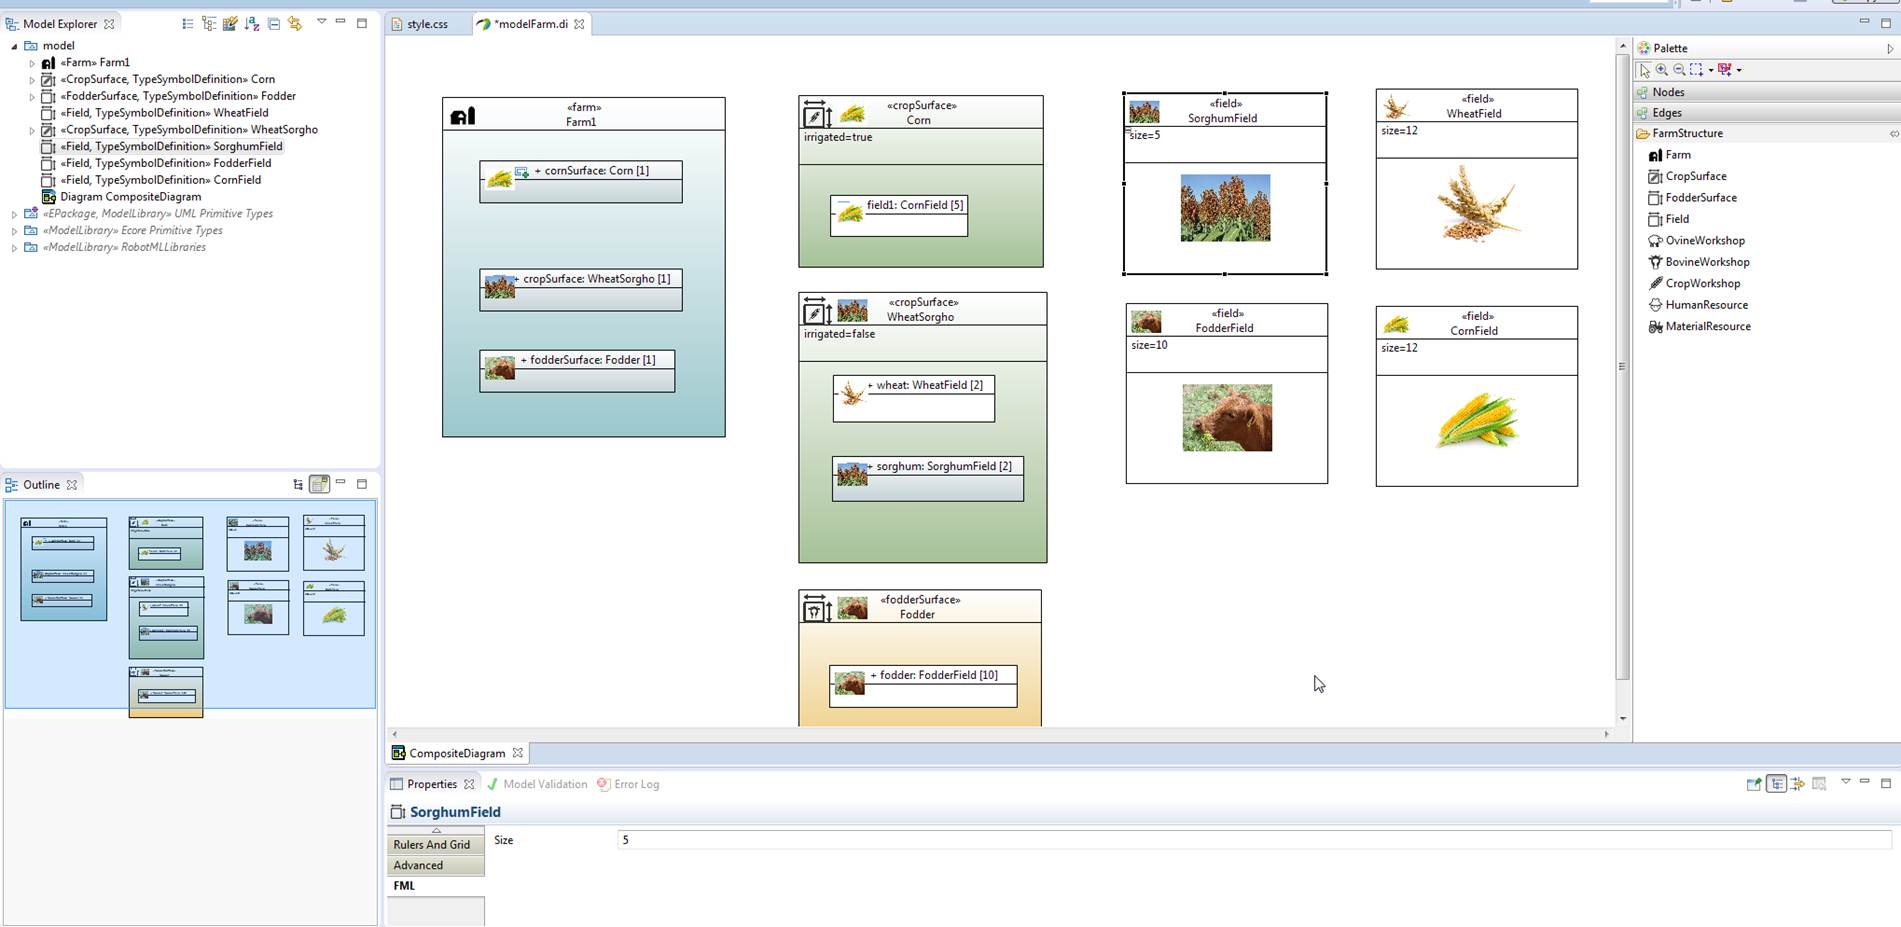 Model Explorer
model
«Farm» Farm1
«CropSurface, TypeSymbolDefinition» Corn
«FodderSurface, TypeSymbolDefinition» Fodder
«Field, TypeSymbolDefinition» WheatField
«CropSurface, TypeSymbolDefinition» WheatSorgho
«Field, TypeSymbolDefinition» SorghumField
«Field, TypeSymbolDefinition» FodderField
«Field, TypeSymbolDefinition» CornField
Diagram CompositeDiagram
«EPackage, ModelLibrary» UML Primitive Types
«ModelLibrary» Ecore Primitive Types
«ModelLibrary» RobotMLLibraries
Outline
style.css
*modelFarm.di
«farm»
Farm1
+ cornSurface: Corn [1]
+ cropSurface: WheatSorgho [1]
+ fodderSurface: Fodder [1]
«cropSurface»
Corn
irrigated=true
field1: CornField [5]
«cropSurface»
WheatSorgho
irrigated=false
+ wheat: WheatField [2]
+ sorghum: SorghumField [2]
«fodderSurface»
Fodder
+ fodder: FodderField [10]
«field»
SorghumField
size=5
«field»
WheatField
size=12
«field»
FodderField
size=10
«field»
CornField
size=12
Palette
Nodes
Edges
FarmStructure
Farm
CropSurface
FodderSurface
Field
OvineWorkshop
BovineWorkshop
CropWorkshop
HumanResource
MaterialResource
CompositeDiagram
Properties
Model Validation
Error Log
SorghumField
Rulers And Grid
Advanced
FML
Size
5